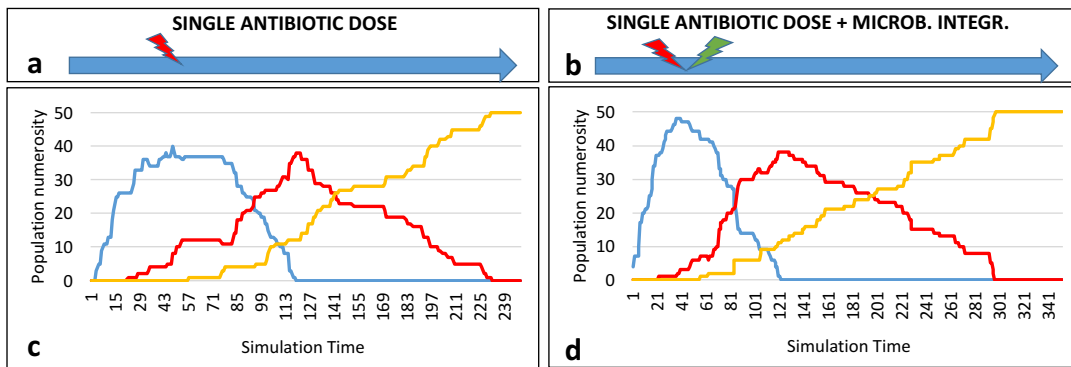 SINGLE ANTIBIOTIC DOSE
a
SINGLE ANTIBIOTIC DOSE + MICROB. INTEGR.
b
Population numerosity
50
40
30
20
10
0
1 15 29 43 57 71 85 99 113 127 141 155 169 183 197 211 225 239
Simulation Time
c
Population numerosity
50
40
30
20
10
0
1 21 41 61 81 101 121 141 161 181 201 221 241 261 281 301 321 341
Simulation Time
d